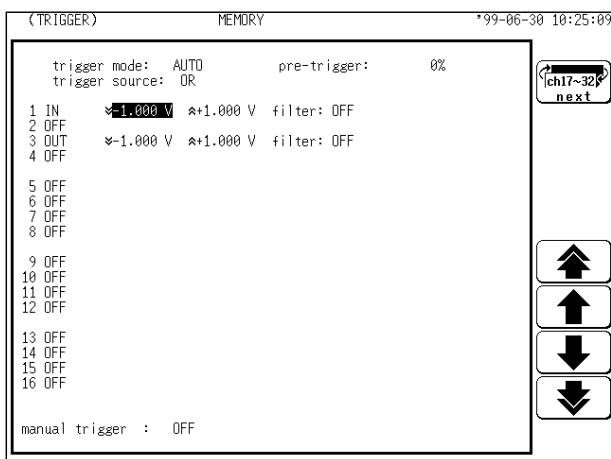 (TRIGGER) MEMORY '99-06-30 10:25:09
trigger mode: AUTO pre-trigger: 0%
trigger source: OR
1 IN -1.000 V +1.000 V filter: OFF
2 OFF
3 OUT -1.000 V +1.000 V filter: OFF
4 OFF
5 OFF
6 OFF
7 OFF
8 OFF
9 OFF
10 OFF
11 OFF
12 OFF
13 OFF
14 OFF
15 OFF
16 OFF
manual trigger : OFF
ch17~32
next